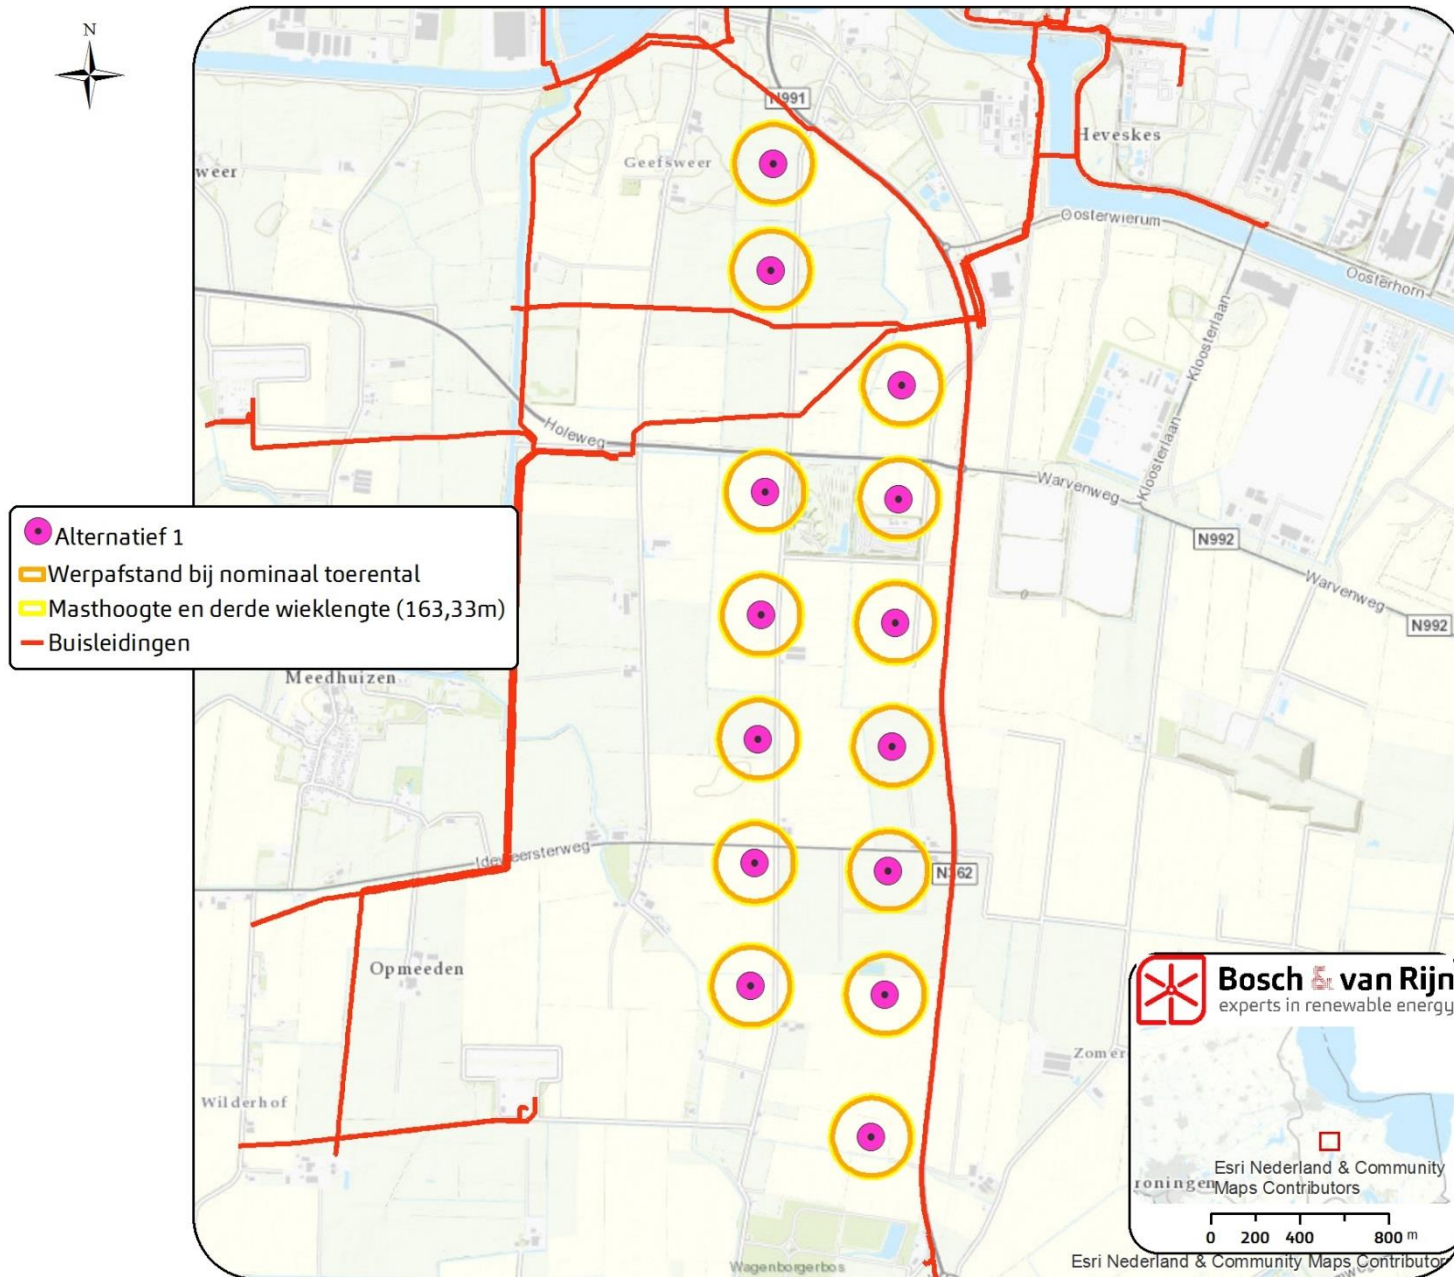 N
N991
Heveskes
Geefsweer
weer
Oosterwierum
Oosterhorn
Kloosterlaan
Holeweg
Kloosterlaan
Warvenweg
N992
Warvenweg
N992
Alternatief 1
Werpafstand bij nominaal toerental
Masthoogte en derde wieklengte (163,33m)
Buisleidingen
Meedhuizen
N362
Opmeeden
Bosch & van Rijn
experts in renewable energy
Zomer
Wilderhof
Esri Nederland & Community
Maps Contributors
roningen
0 200 400 800 m
Wagenborgerbos
Esri Nederland & Community Maps Contributor